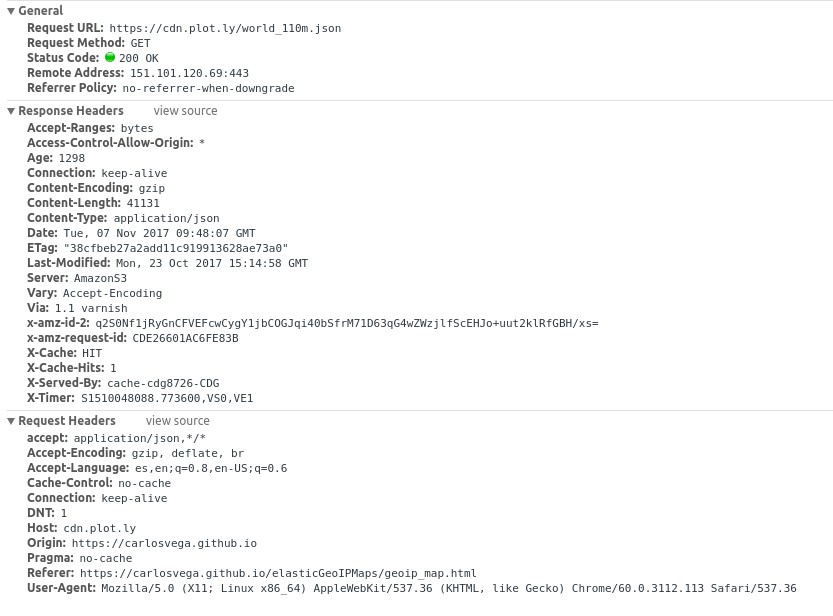 General
Request URL: https://cdn.plot.ly/world_110m.json
Request Method: GET
Status Code: 200 OK
Remote Address: 151.101.120.69:443
Referrer Policy: no-referrer-when-downgrade
Response Headers view source
Accept-Ranges: bytes
Access-Control-Allow-Origin: *
Age: 1298
Connection: keep-alive
Content-Encoding: gzip
Content-Length: 41131
Content-Type: application/json
Date: Tue, 07 Nov 2017 09:48:07 GMT
ETag: "38cfbeb27a2add11c919913628ae73a0"
Last-Modified: Mon, 23 Oct 2017 15:14:58 GMT
Server: AmazonS3
Vary: Accept-Encoding
Via: 1.1 varnish
x-amz-id-2: q2S0Nf1jRyGnCFVEFcwCygY1jbCOGJqi40bSfrM71D63qG4wZWzjlfScEHJo+uut2klRfGBH/xs=
x-amz-request-id: CDE26601AC6FE83B
X-Cache: HIT
X-Cache-Hits: 1
X-Served-By: cache-cdg8726-CDG
X-Timer: S1510048088.773600,VS0,VE1
Request Headers view source
accept: application/json,*/*
Accept-Encoding: gzip, deflate, br
Accept-Language: es,en;q=0.8,en-US;q=0.6
Cache-Control: no-cache
Connection: keep-alive
DNT: 1
Host: cdn.plot.ly
Origin: https://carlosvega.github.io
Pragma: no-cache
Referer: https://carlosvega.github.io/elasticGeoIPMaps/geoip_map.html
User-Agent: Mozilla/5.0 (X11; Linux x86_64) AppleWebKit/537.36 (KHTML, like Gecko) Chrome/60.0.3112.113 Safari/537.36